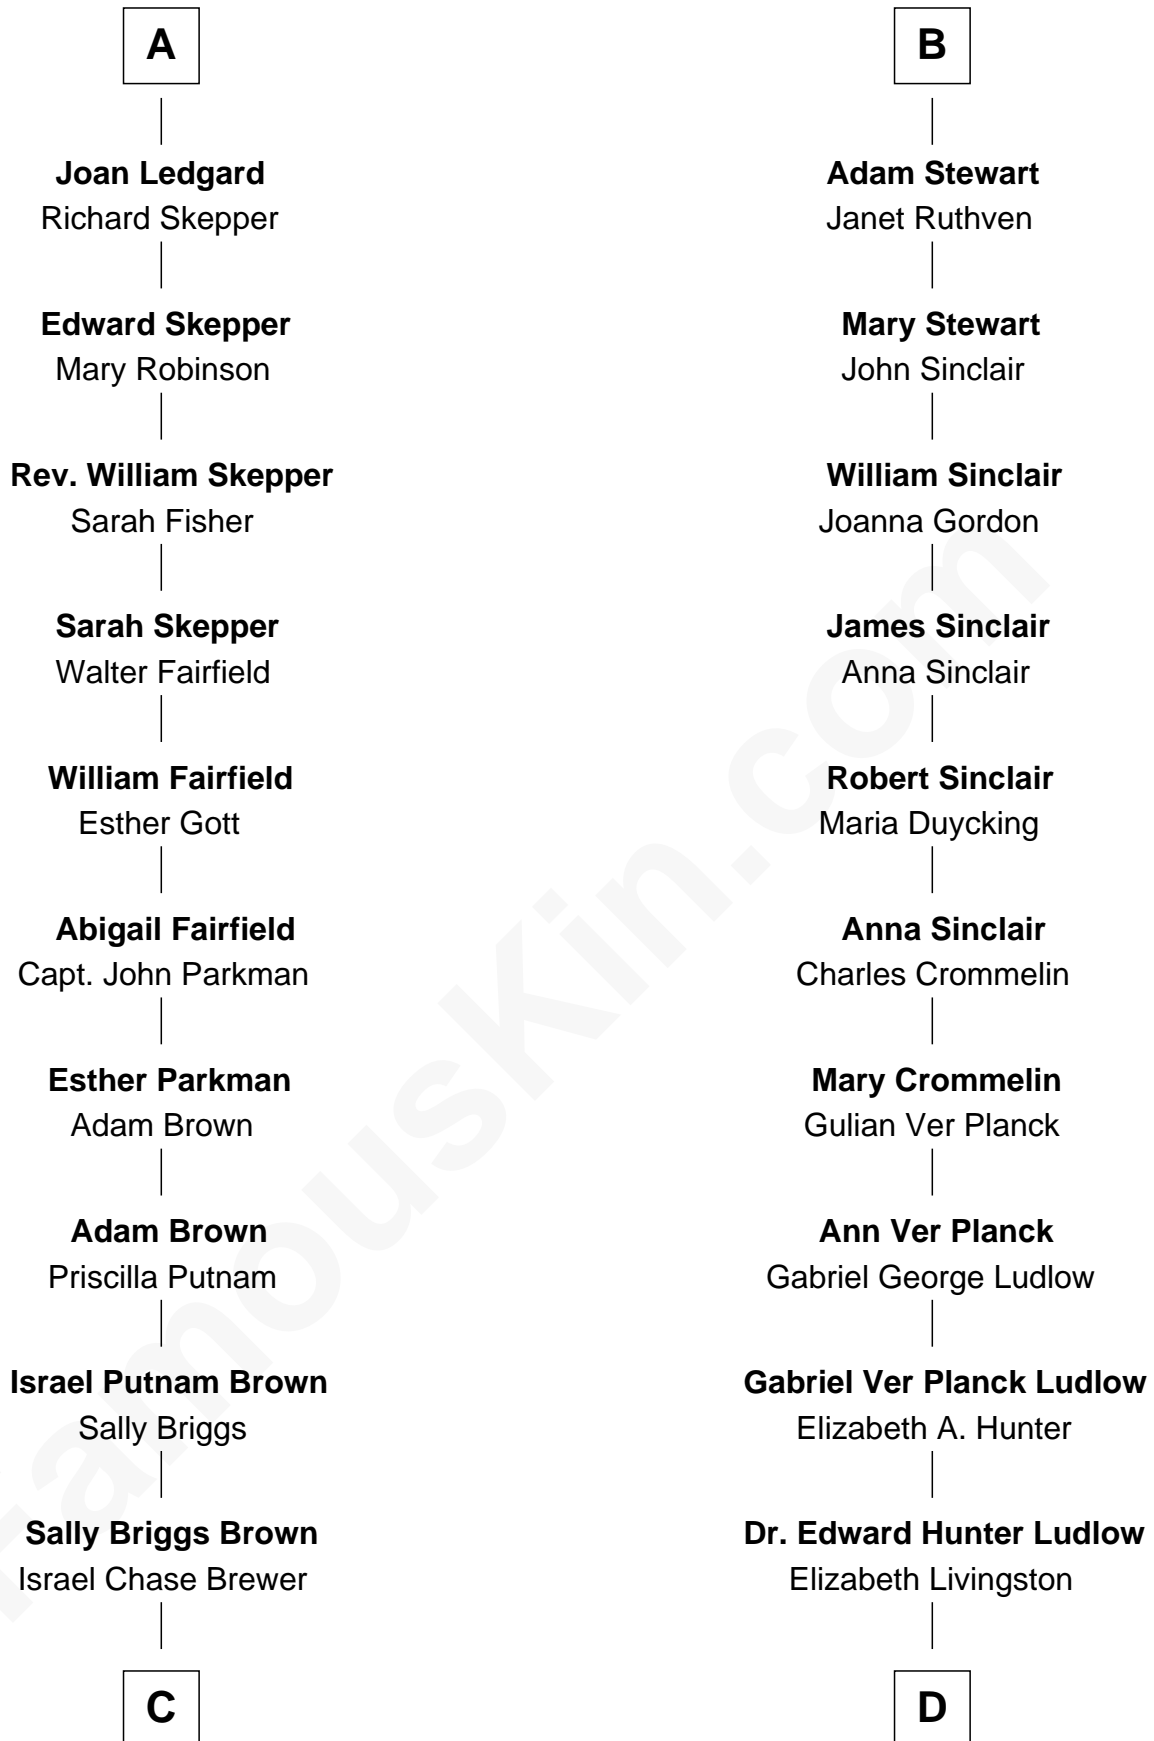 A
Joan Ledgard
Richard Skepper
Edward Skepper
Mary Robinson
Rev. William Skepper
Sarah Fisher
Sarah Skepper
Walter Fairfield
William Fairfield
Esther Gott
Abigail Fairfield
Capt. John Parkman
Esther Parkman
Adam Brown
Adam Brown
Priscilla Putnam
Israel Putnam Brown
Sally Briggs
Sally Briggs Brown
Israel Chase Brewer
C
B
Adam Stewart
Janet Ruthven
Mary Stewart
John Sinclair
William Sinclair
Joanna Gordon
James Sinclair
Anna Sinclair
Robert Sinclair
Maria Duycking
Anna Sinclair
Charles Crommelin
Mary Crommelin
Gulian Ver Planck
Ann Ver Planck
Gabriel George Ludlow
Gabriel Ver Planck Ludlow
Elizabeth A. Hunter
Dr. Edward Hunter Ludlow
Elizabeth Livingston
D
FamousKin.com